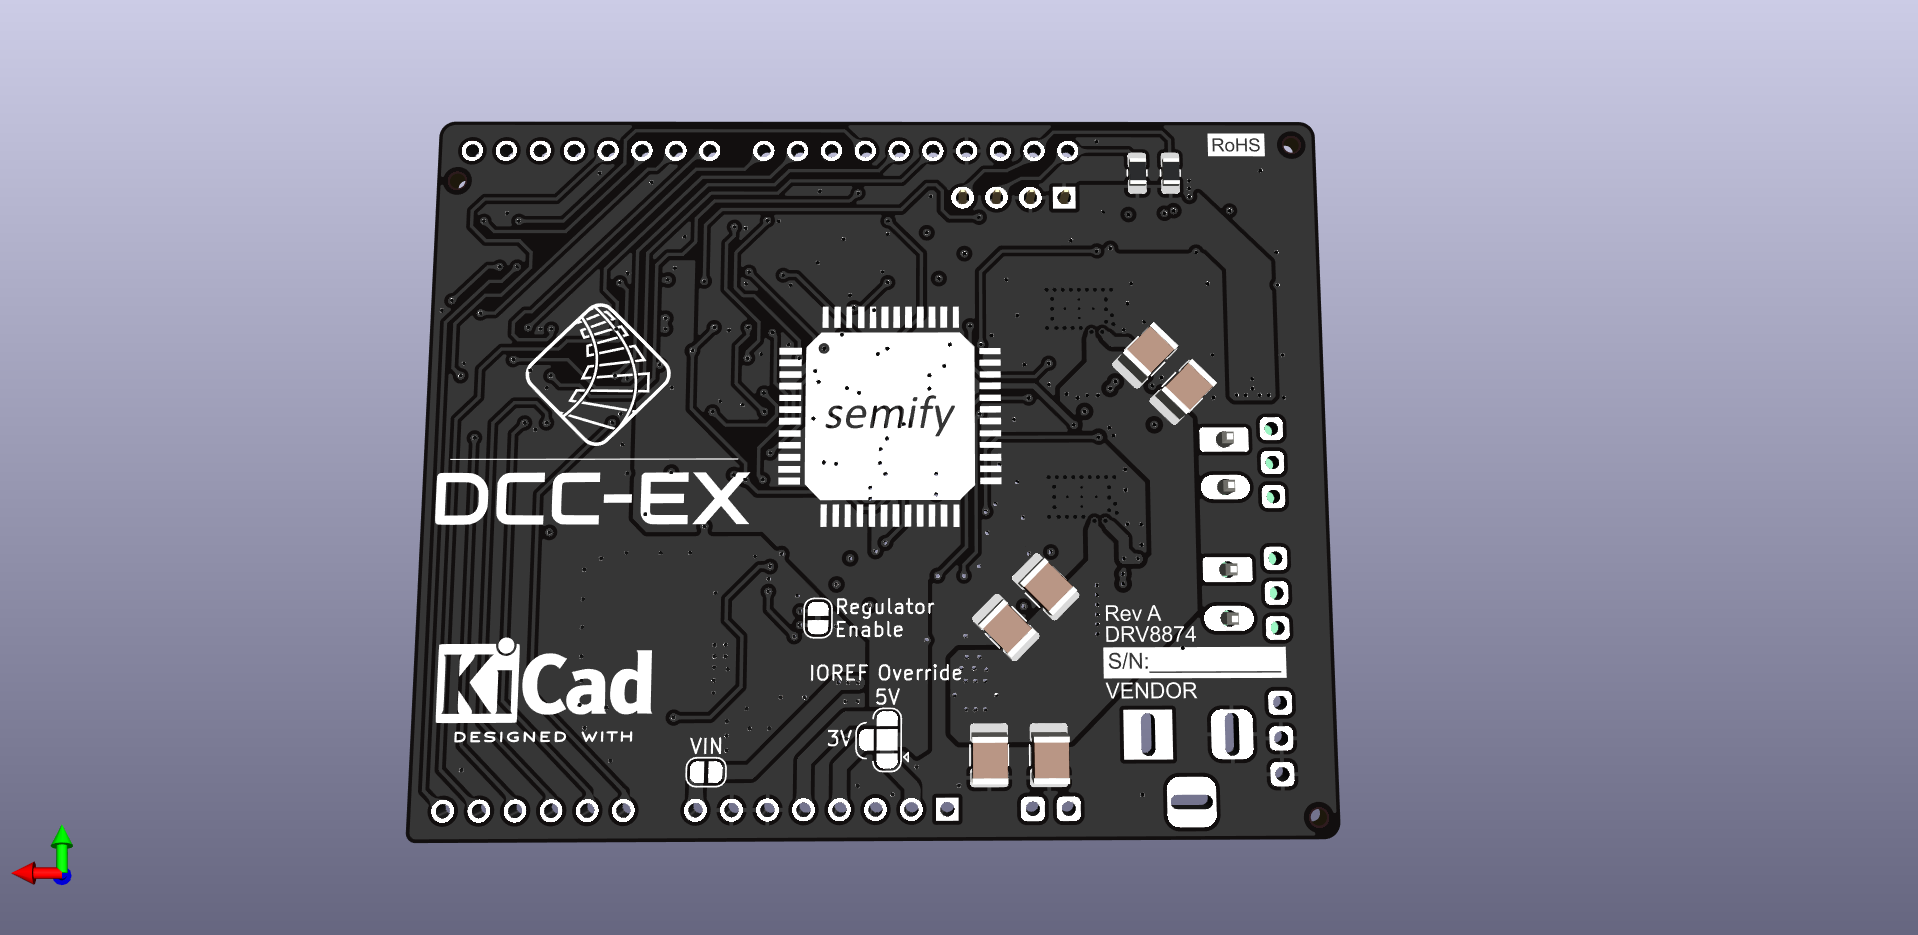 RoHS
semify
DCC-EX
Regulator
Enable
Rev A
DRV8874
S/N:
VENDOR
IOREF Override
5V
3V
KiCad
DESIGNED WITH
VIN